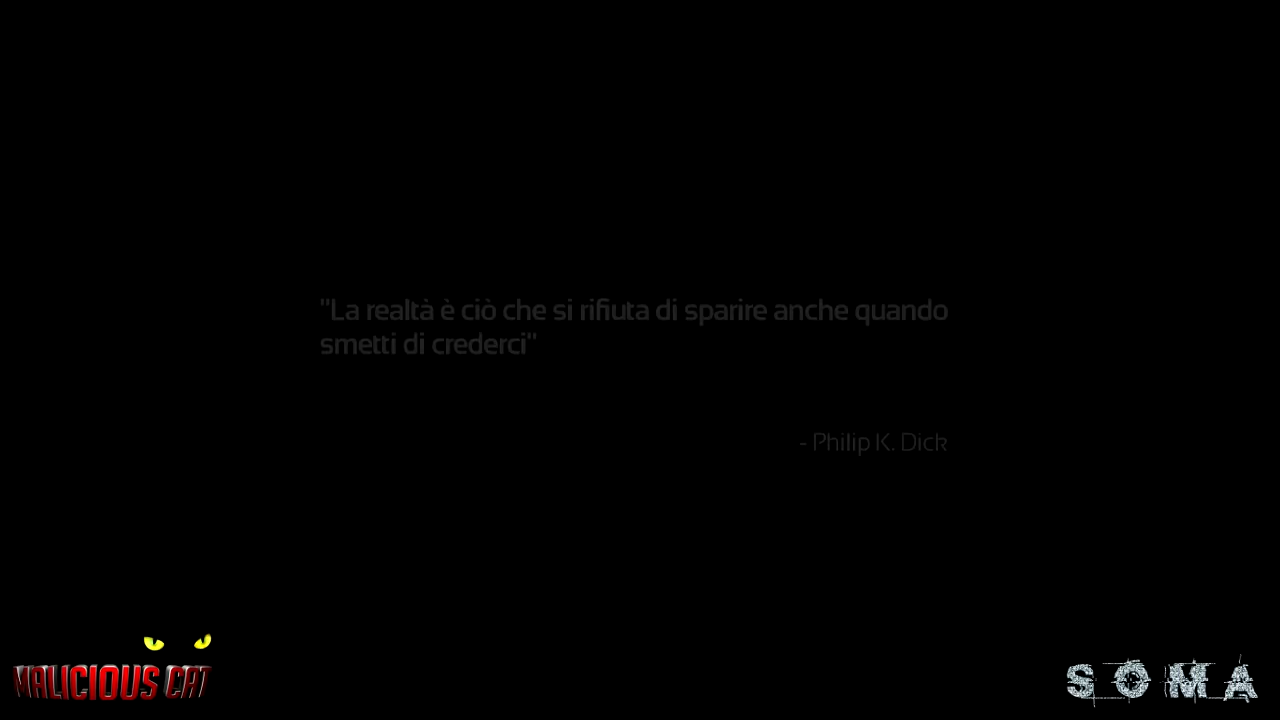 "La realtà è ciò che si rifiuta di sparire anche quando
smetti di crederci"
- Philip K. Dick
MALICIOUS CAT
SOMA